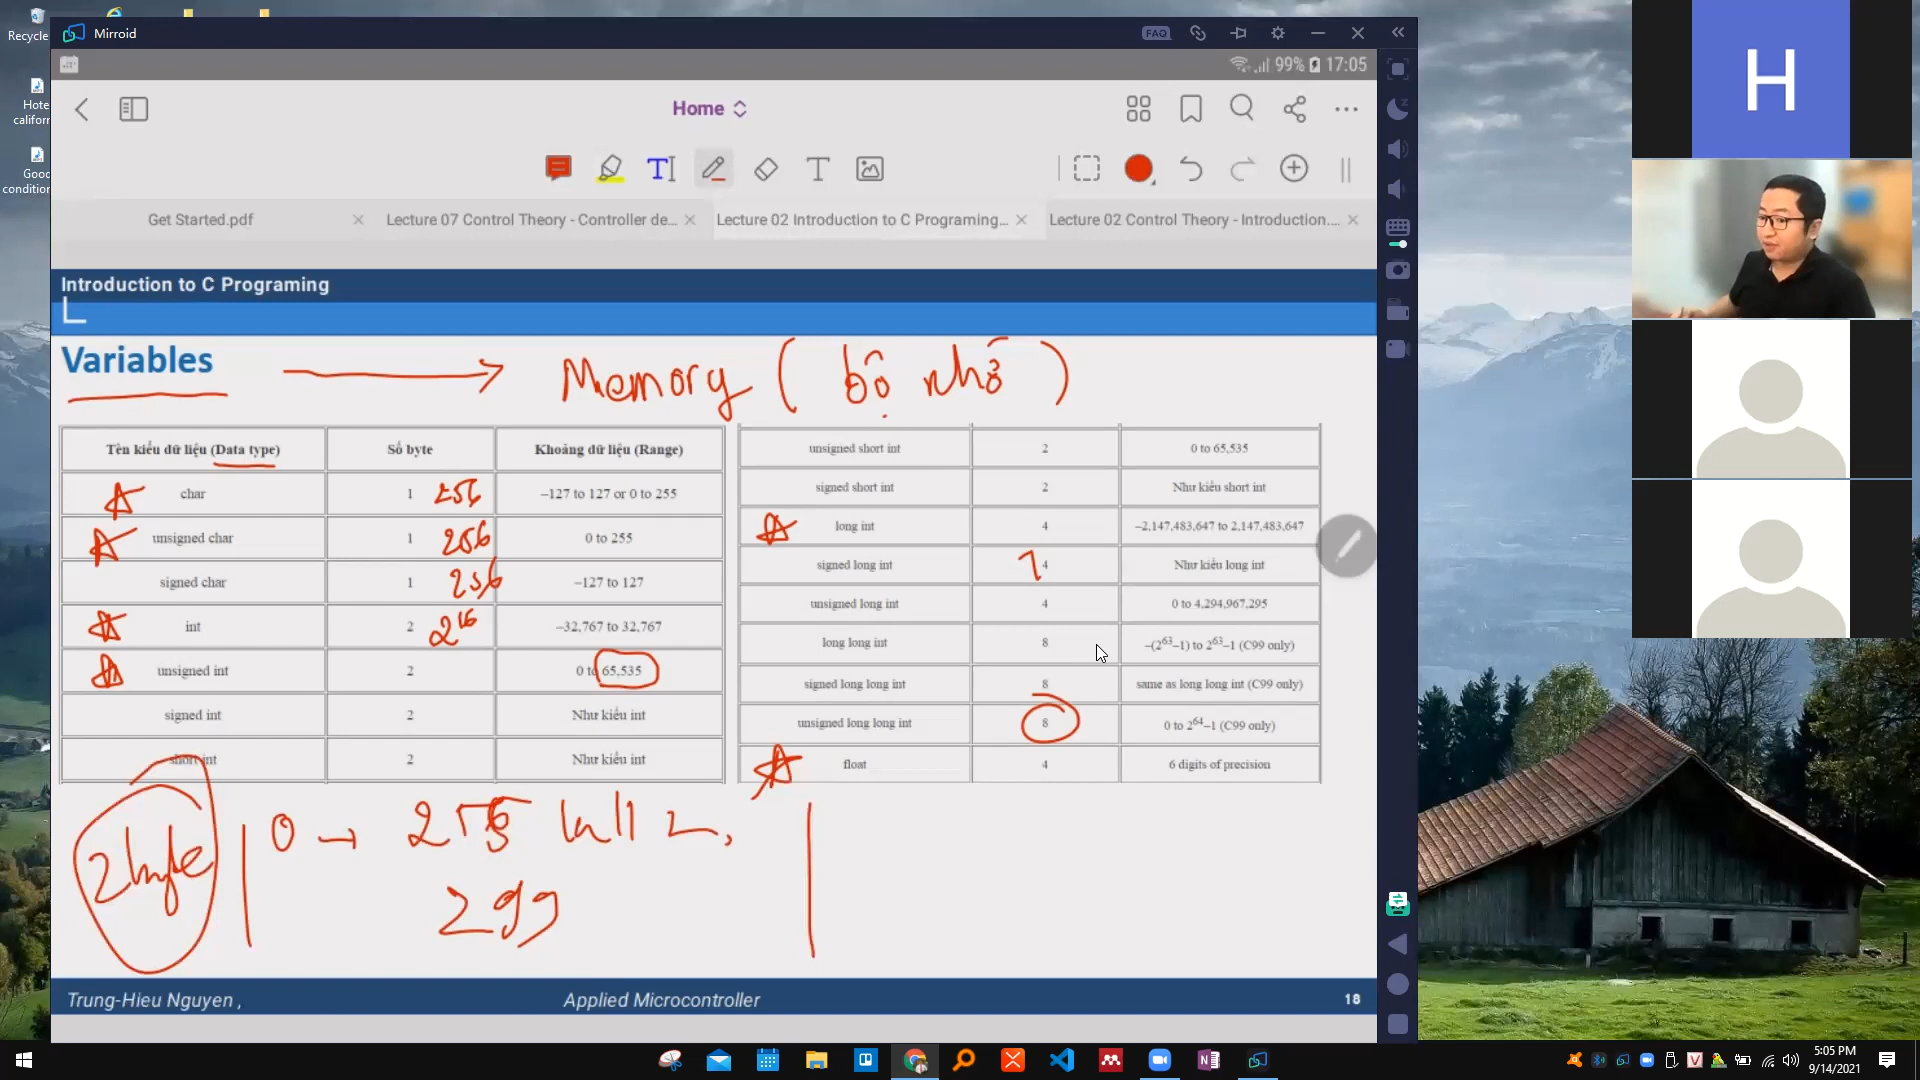 Recycle
Mirroid
FAQ
99% 17:05
Hote
califor
Home
Good
condition
Get Started.pdf
Lecture 07 Control Theory - Controller de...
Lecture 02 Introduction to C Programing...
Lecture 02 Control Theory - Introduction....
H
Introduction to C Programing
Variables
Memory ( bộ nhớ )
Tên kiểu dữ liệu (Data type) Số byte Khoảng dữ liệu (Range)
char 1 256 –127 to 127 or 0 to 255
unsigned char 1 256 0 to 255
signed char 1 256 –127 to 127
int 2 2^16 –32,767 to 32,767
unsigned int 2 0 to 65,535
signed int 2 Như kiểu int
short int 2 Như kiểu int
unsigned short int 2 0 to 65,535
signed short int 2 Như kiểu short int
long int 4 –2,147,483,647 to 2,147,483,647
signed long int 4 Như kiểu long int
unsigned long int 4 0 to 4,294,967,295
long long int 8 –(2^63–1) to 2^63–1 (C99 only)
signed long long int 8 same as long long int (C99 only)
unsigned long long int 8 0 to 2^64–1 (C99 only)
float 4 6 digits of precision
2 byte
0 →
299
Trung-Hieu Nguyen ,
Applied Microcontroller
18
5:05 PM
9/14/2021